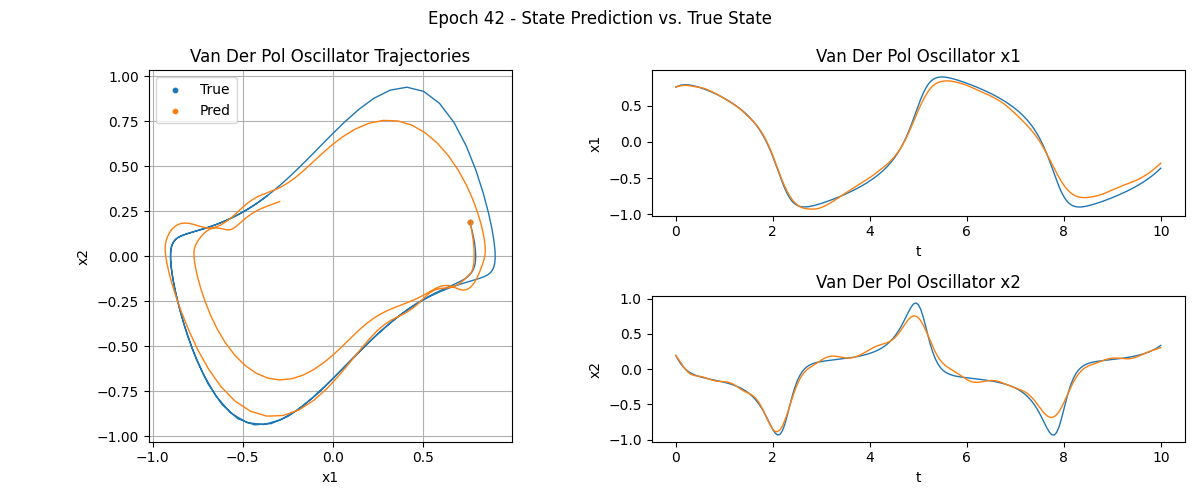 Epoch 42 - State Prediction vs. True State
Van Der Pol Oscillator Trajectories
True
Pred
1.00
0.75
0.50
0.25
0.00
−0.25
−0.50
−0.75
−1.00
x2
−1.0 −0.5 0.0 0.5
x1
Van Der Pol Oscillator x1
0.5
0.0
−0.5
−1.0
x1
0 2 4 6 8 10
t
Van Der Pol Oscillator x2
1.0
0.5
0.0
−0.5
−1.0
x2
0 2 4 6 8 10
t